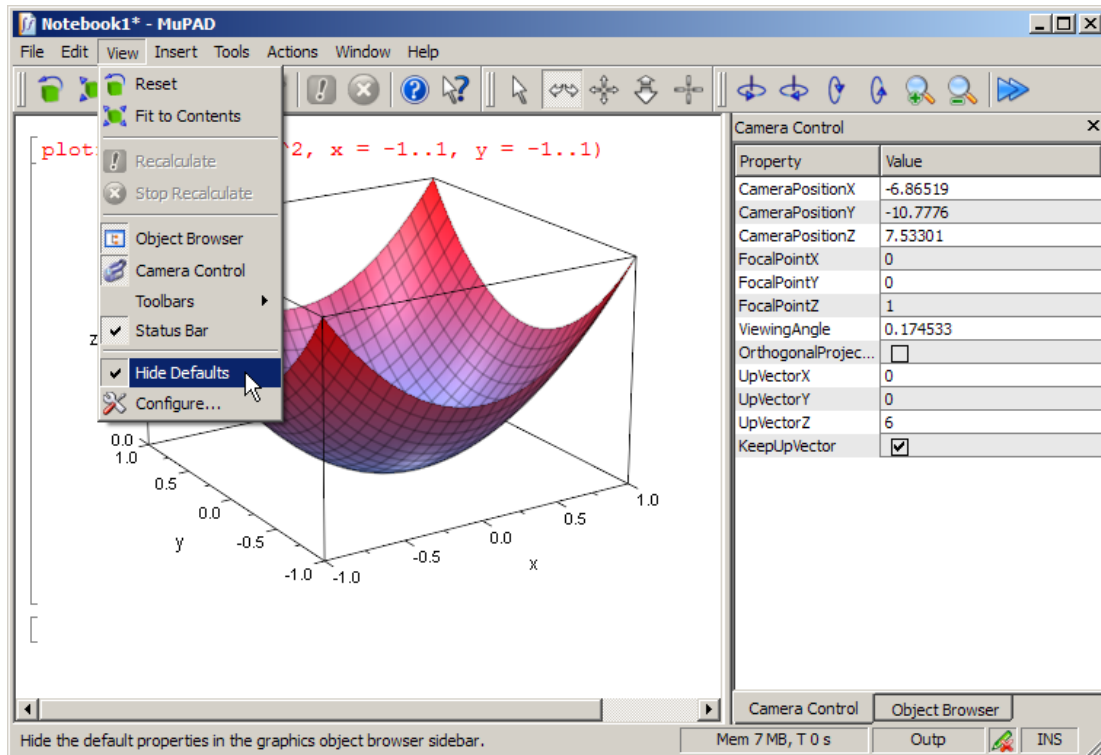 Notebook1* - MuPAD
File Edit View Insert Tools Actions Window Help
Reset
Fit to Contents
Recalculate
Stop Recalculate
Object Browser
Camera Control
Toolbars
Status Bar
Hide Defaults
Configure...
plot
^2, x = -1..1, y = -1..1)
z
0.0
1.0
0.5
0.0
-0.5
-1.0
y
-1.0
-0.5
0.0
0.5
1.0
x
Camera Control
Property Value
CameraPositionX -6.86519
CameraPositionY -10.7776
CameraPositionZ 7.53301
FocalPointX 0
FocalPointY 0
FocalPointZ 1
ViewingAngle 0.174533
OrthogonalProjec...
UpVectorX 0
UpVectorY 0
UpVectorZ 6
KeepUpVector
Camera Control Object Browser
Hide the default properties in the graphics object browser sidebar. Mem 7 MB, T 0 s Outp INS